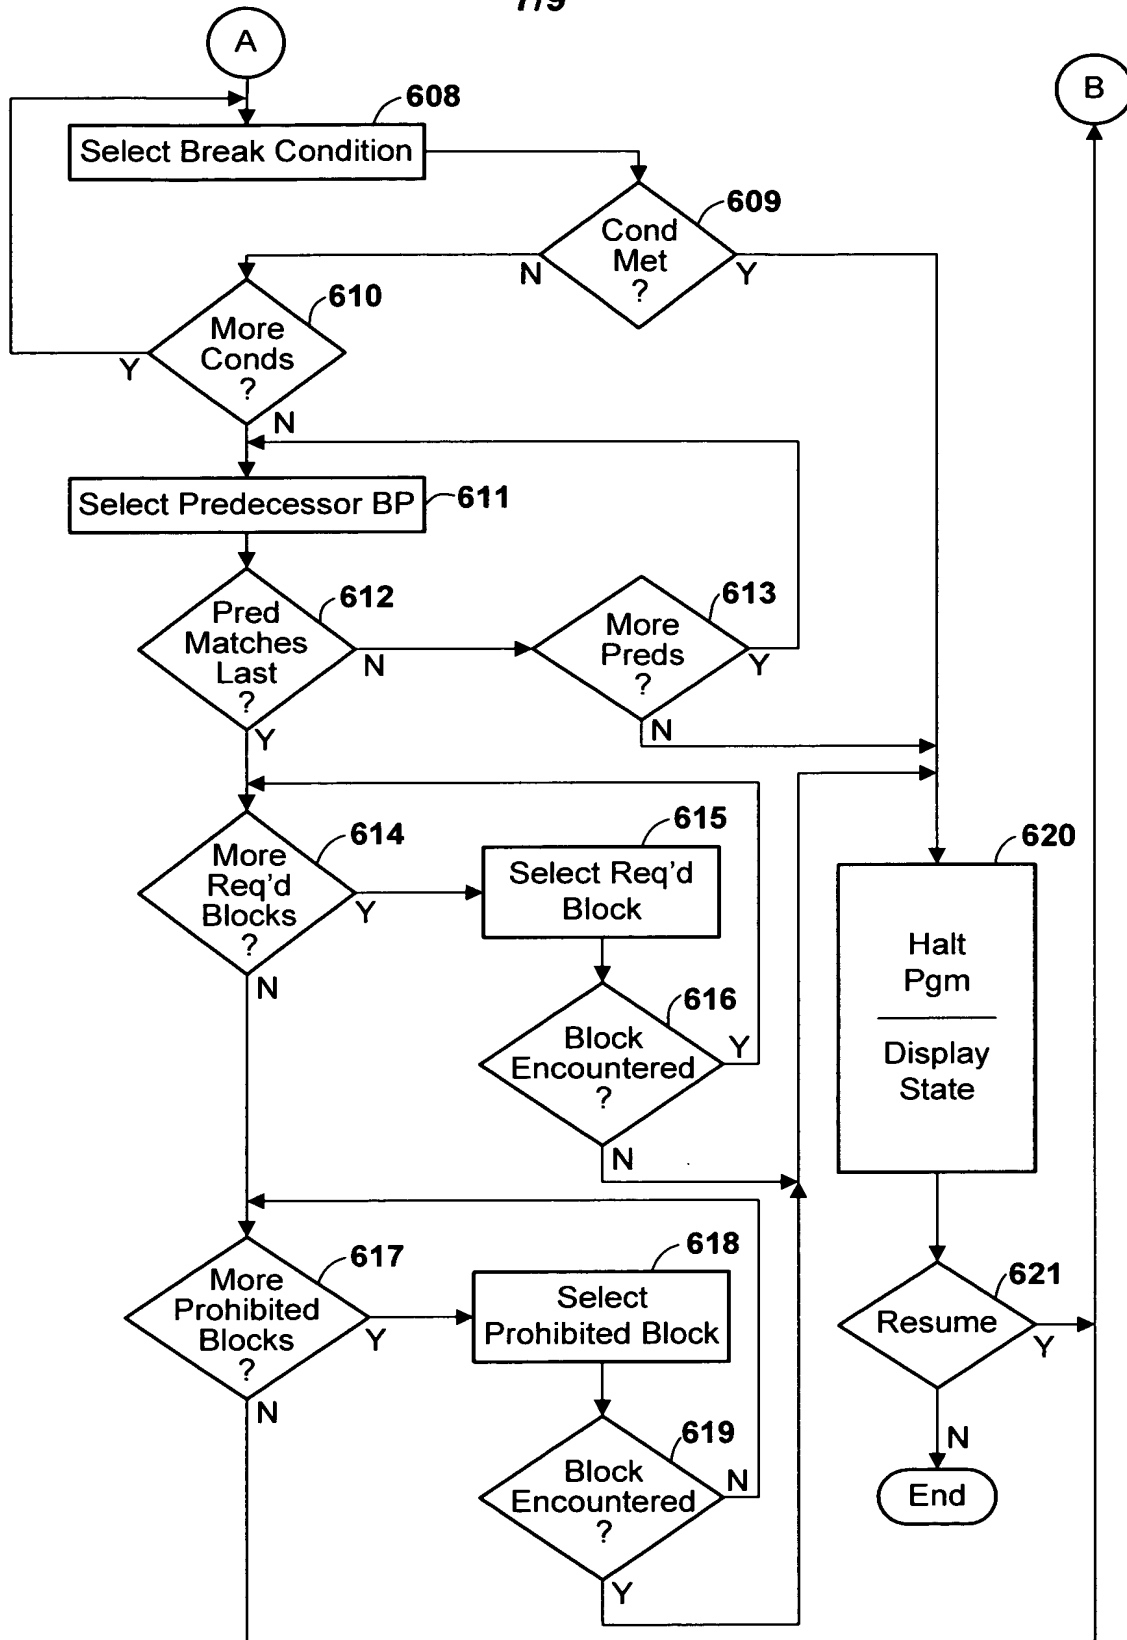 7/9
A
B
608
Select Break Condition
609
Cond
Met
?
N
Y
610
More
Conds
?
Y
N
Select Predecessor BP
611
612
Pred
Matches
Last
?
N
Y
613
More
Preds
?
Y
N
614
More
Req'd
Blocks
?
Y
N
615
Select Req'd
Block
616
Block
Encountered
?
Y
N
620
Halt
Pgm
Display
State
617
More
Prohibited
Blocks
?
Y
N
618
Select
Prohibited Block
619
Block
Encountered
?
N
Y
621
Resume
Y
N
End